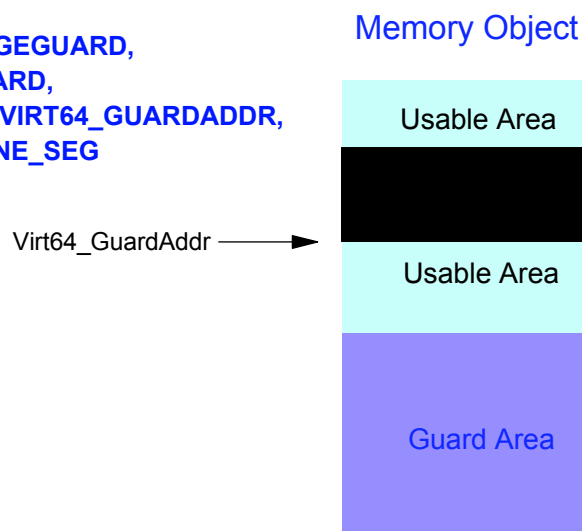 GEGUARD,
ARD,
VIRT64_GUARDADDR,
NE_SEG
Memory Object
Usable Area
Virt64_GuardAddr
Usable Area
Guard Area